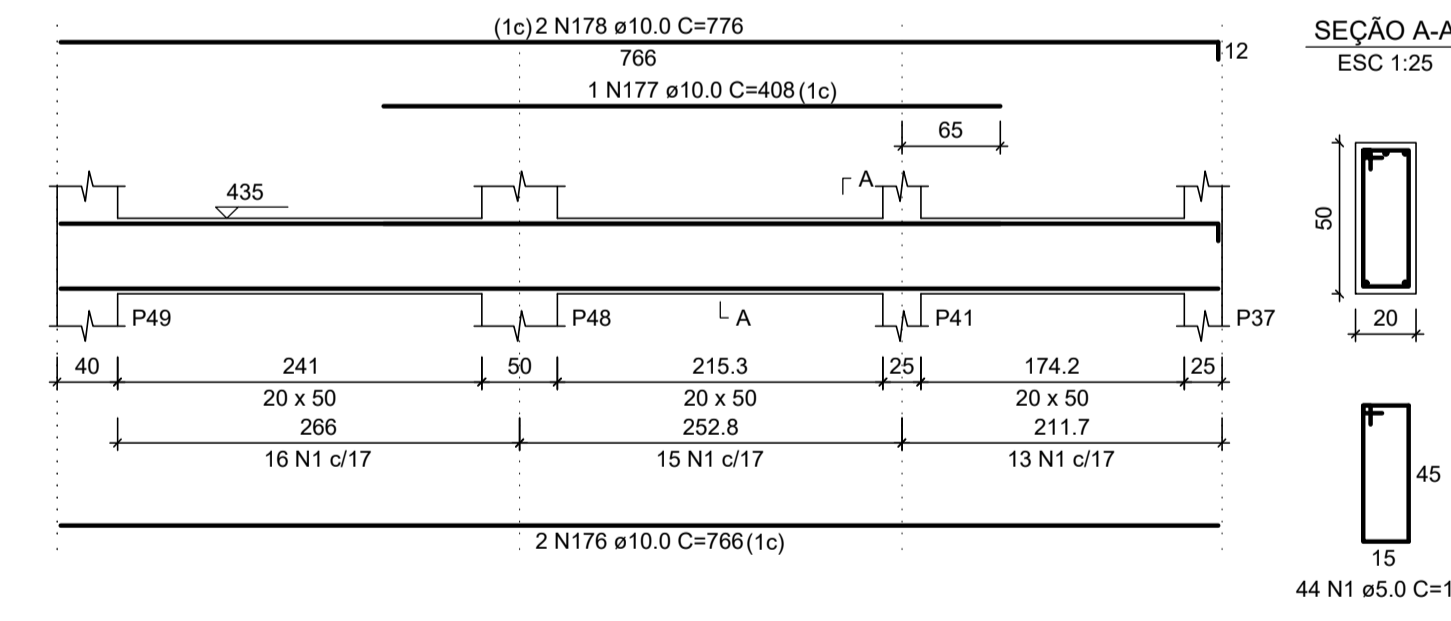 (1c) 2 N178 ø10.0 C=776
766
12
1 N177 ø10.0 C=408 (1c)
65
A
435
P49
P48
A
P41
P37
40
241
50
215.3
25
174.2
25
20 x 50
20 x 50
20 x 50
266
252.8
211.7
16 N1 c/17
15 N1 c/17
13 N1 c/17
2 N176 ø10.0 C=766 (1c)
SEÇÃO A-A
ESC 1:25
50
20
45
15
44 N1 ø5.0 C=1